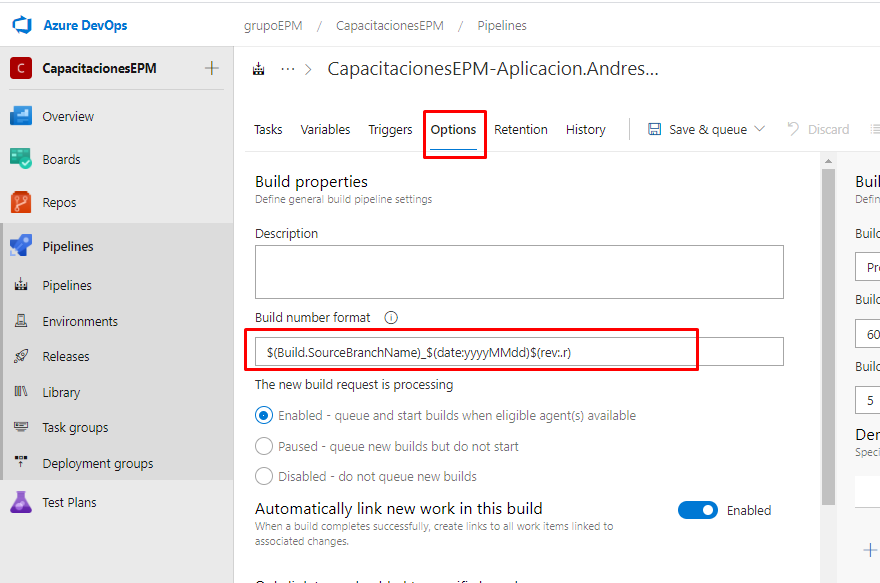 Azure DevOps
grupoEPM / CapacitacionesEPM / Pipelines
C CapacitacionesEPM
Overview
Boards
Repos
Pipelines
Pipelines
Environments
Releases
Library
Task groups
Deployment groups
Test Plans
··· > CapacitacionesEPM-Aplicacion.Andres...
Tasks Variables Triggers Options Retention History Save & queue Discard
Build properties
Define general build pipeline settings
Description
Build number format
$(Build.SourceBranchName)_$(date:yyyyMMdd)$(rev:.r)
The new build request is processing
Enabled - queue and start builds when eligible agent(s) available
Paused - queue new builds but do not start
Disabled - do not queue new builds
Automatically link new work in this build
Enabled
When a build completes successfully, create links to all work items linked to
associated changes.
Buil
Defin
Build
Pr
Build
60
Build
5
Der
Speci